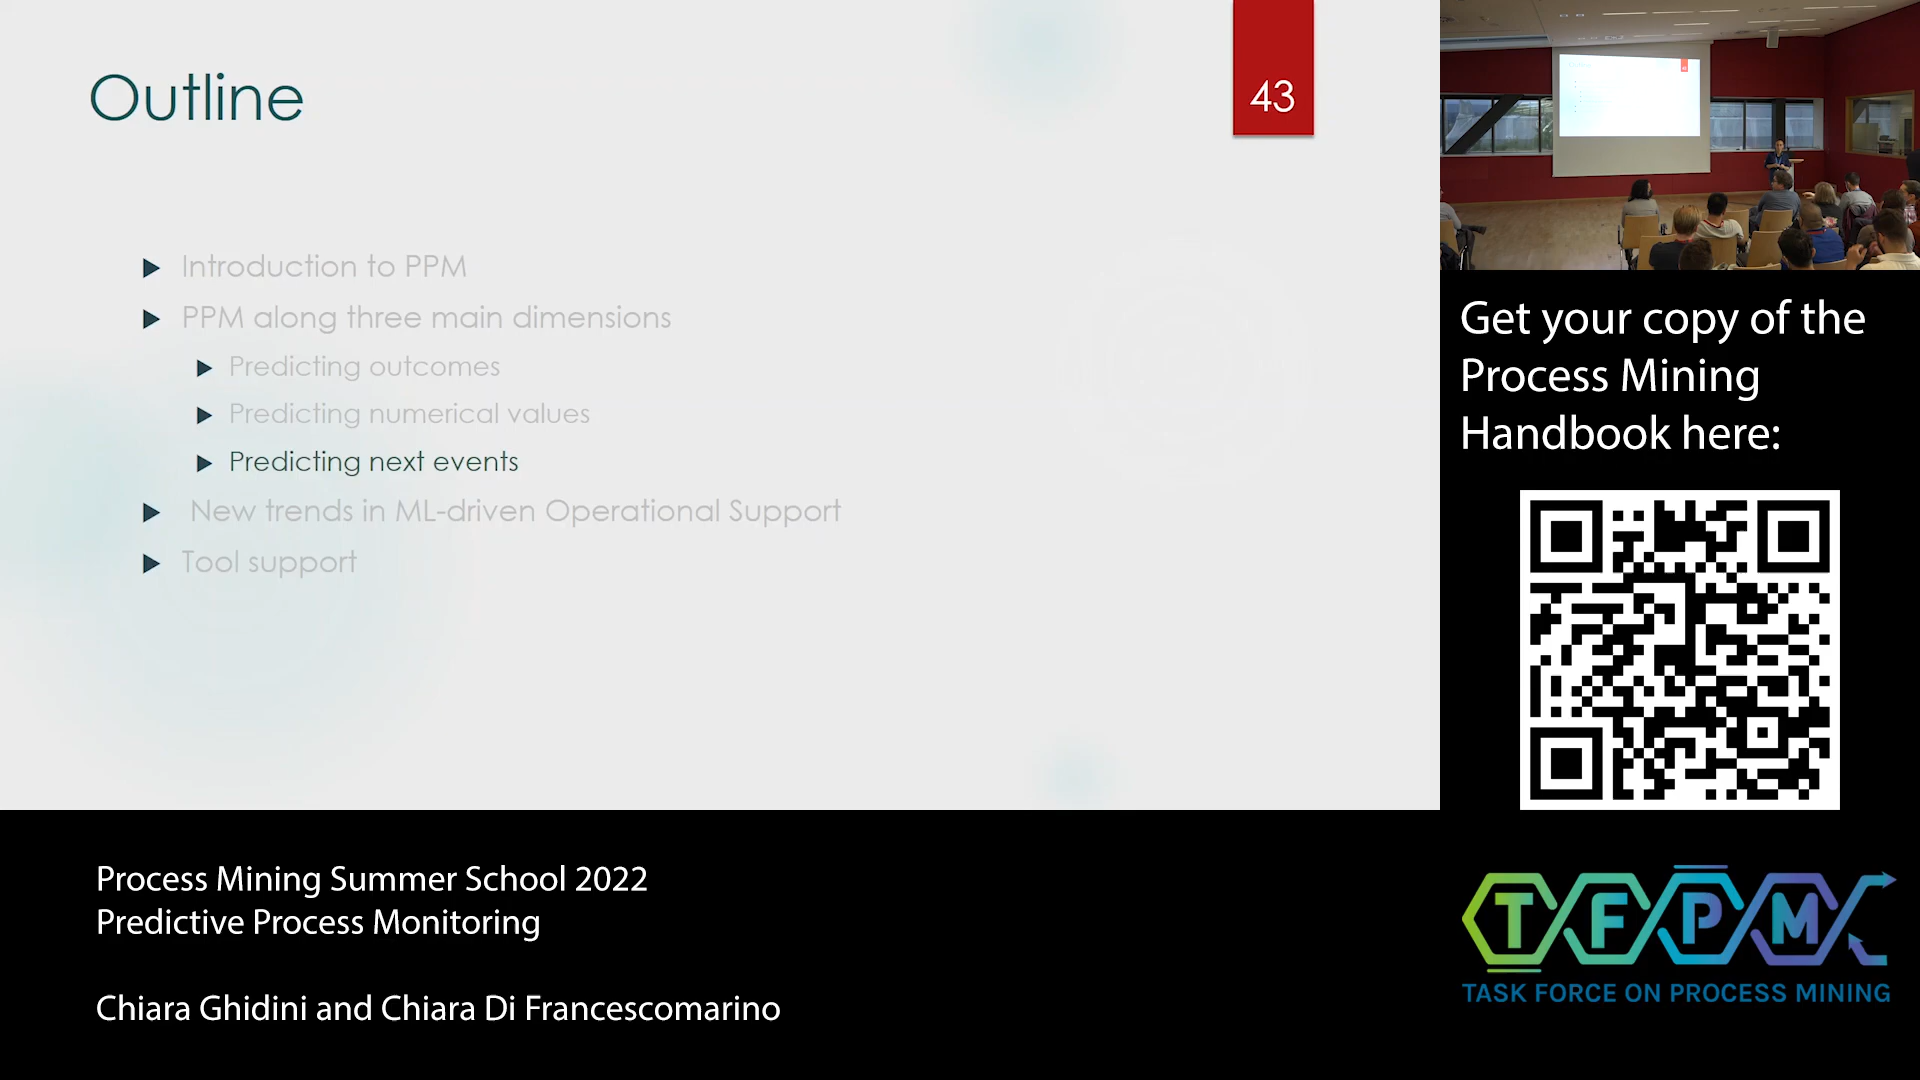 Outline
43
Introduction to PPM
PPM along three main dimensions
Predicting outcomes
Predicting numerical values
Predicting next events
New trends in ML-driven Operational Support
Tool support
Get your copy of the
Process Mining
Handbook here:
Process Mining Summer School 2022
Predictive Process Monitoring
Chiara Ghidini and Chiara Di Francescomarino
TFPM
TASK FORCE ON PROCESS MINING